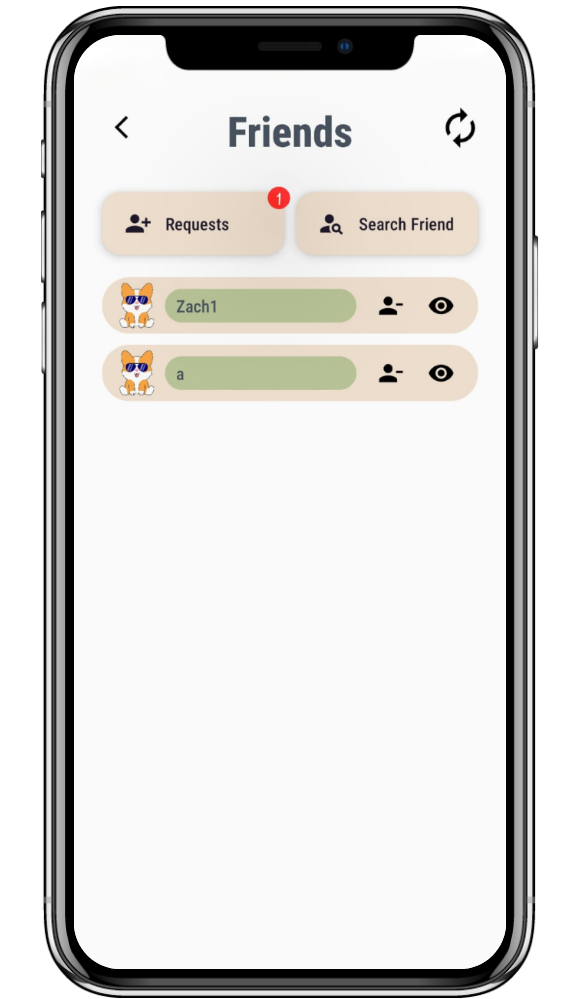 Friends
1
Requests
Search Friend
Zach1
a